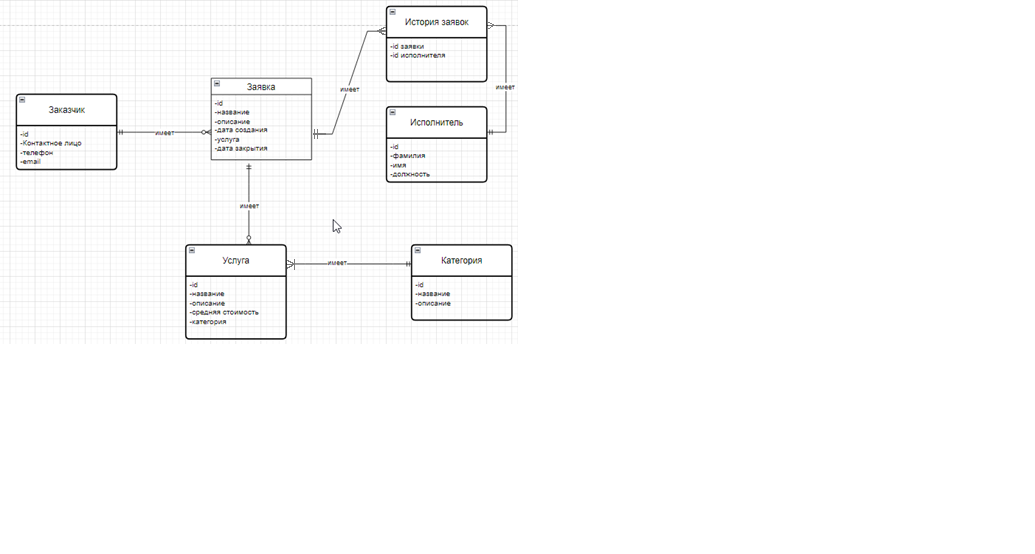 История заявок
-id заявки
-id исполнителя
имеет
имеет
Заявка
-id
-название
-описание
-дата создания
-услуга
-дата закрытия
Заказчик
-id
-Контактное лицо
-телефон
-email
имеет
Исполнитель
-id
-фамилия
-имя
-должность
имеет
Услуга
-id
-название
-описание
-средняя стоимость
-категория
имеет
Категория
-id
-название
-описание